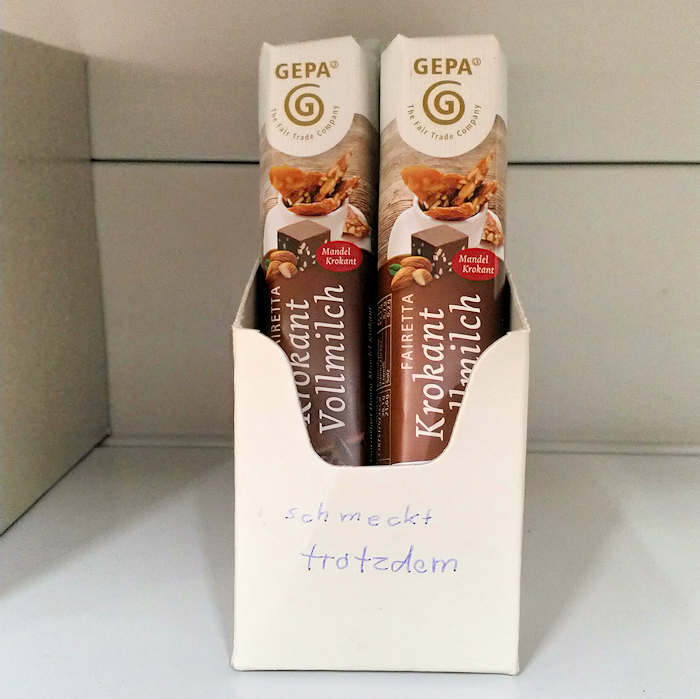 GEPA
The Fair Trade Company
Mandel
Krokant
FAIRETTA
Krokant
Vollmilch
GEPA
The Fair Trade Company
Mandel
Krokant
FAIRETTA
Krokant
Vollmilch
schmeckt
trotzdem